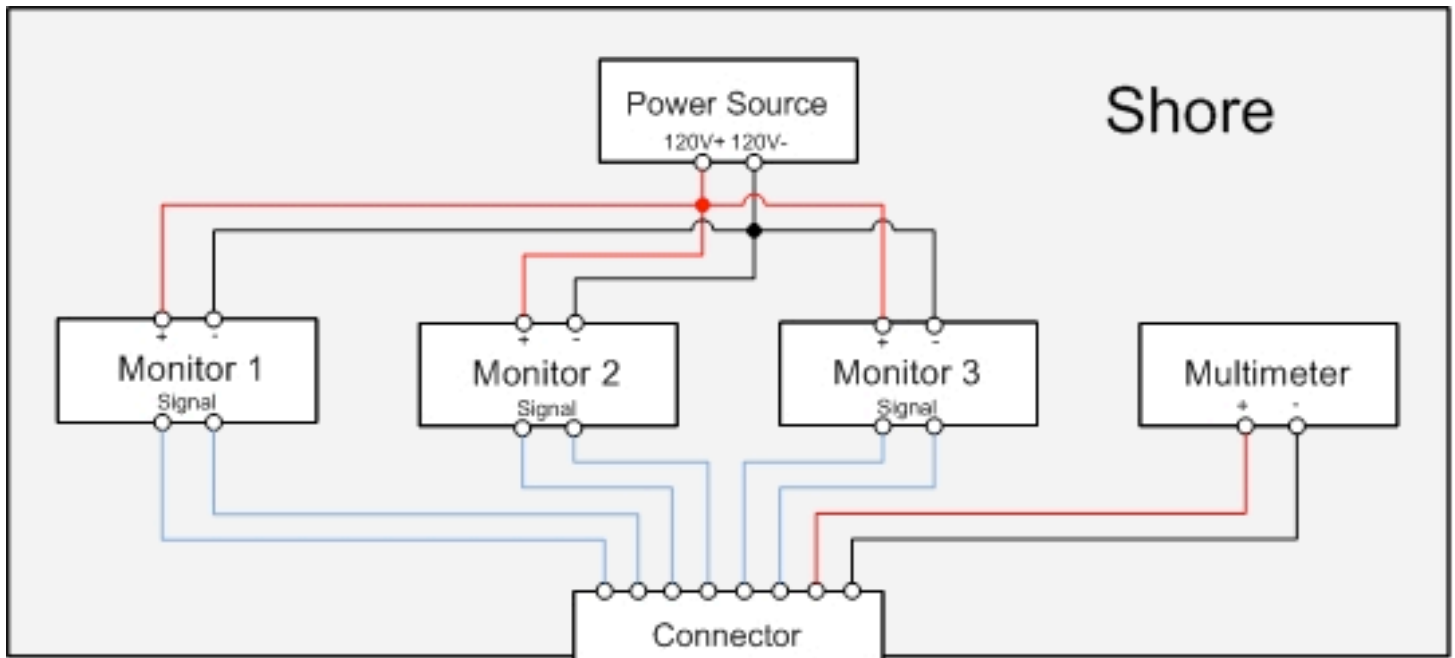 Shore
Power Source
120V+ 120V-
+ -
Monitor 1
Signal
+ -
Monitor 2
Signal
+ -
Monitor 3
Signal
Multimeter
+ -
Connector